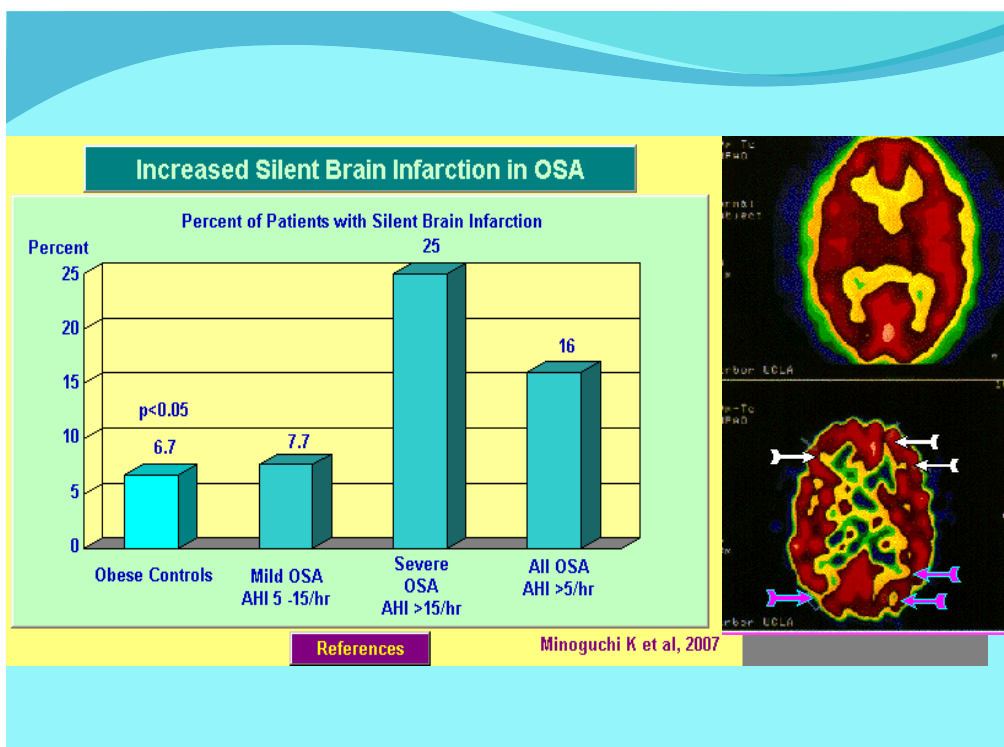 Increased Silent Brain Infarction in OSA
Percent of Patients with Silent Brain Infarction
Percent
25
20
15
10
5
0
p<0.05
6.7
7.7
25
16
Obese Controls
Mild OSA
AHI 5 -15/hr
Severe
OSA
AHI >15/hr
All OSA
AHI >5/hr
References
Minoguchi K et al, 2007
UCLA
UCLA